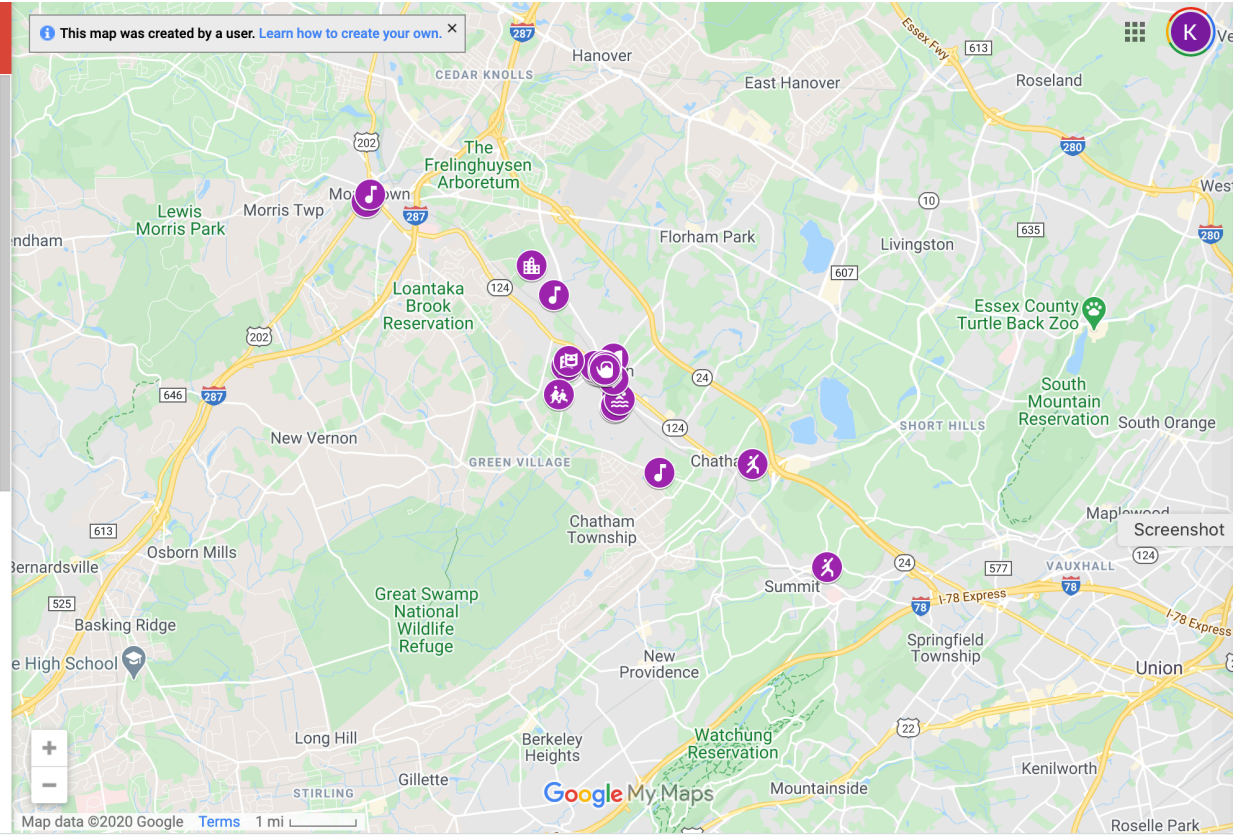 This map was created by a user. Learn how to create your own.
287
Hanover
Essex Fwy
613
K
CEDAR KNOLLS
East Hanover
Roseland
202
The
Frelinghuysen
Arboretum
280
Lewis
Morris Park
Morris Twp
287
10
635
280
Florham Park
Livingston
607
124
Loantaka
Brook
Reservation
Essex County
Turtle Back Zoo
202
24
South
Mountain
Reservation
646
287
124
SHORT HILLS
South Orange
New Vernon
GREEN VILLAGE
Chatham
Township
Maplewood
Screenshot
613
Osborn Mills
124
24
577
VAUXHALL
78
Summit
525
Great Swamp
National
Wildlife
Refuge
78
I-78 Express
I-78 Express
Basking Ridge
Springfield
Township
e High School
New
Providence
Union
22
Long Hill
Berkeley
Heights
Watchung
Reservation
Kenilworth
Gillette
STIRLING
Google My Maps
Mountainside
Map data ©2020 Google Terms 1 mi
Roselle Park